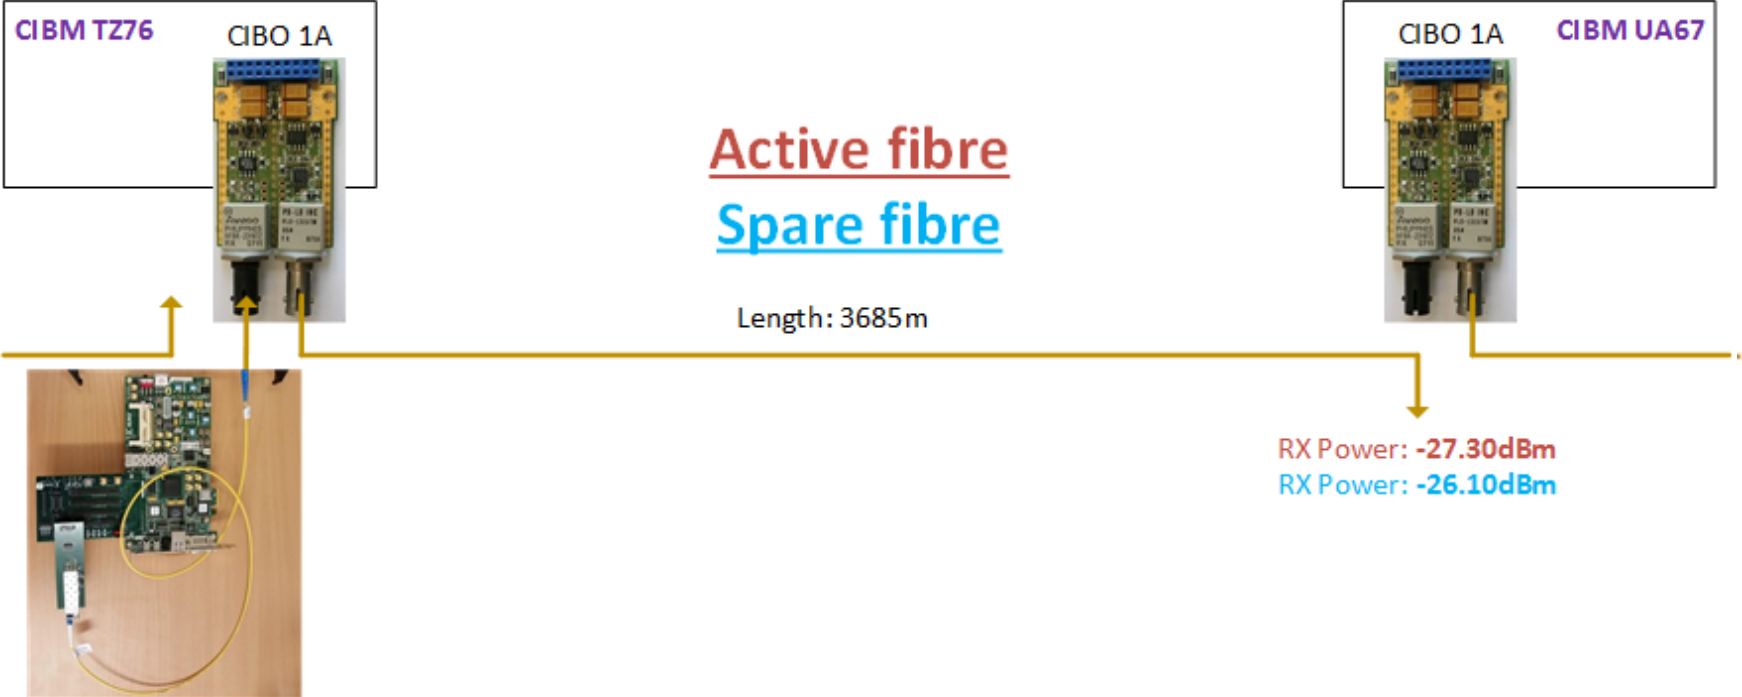 CIBM TZ76
CIBO 1A
CIBO 1A
CIBM UA67
Active fibre
Spare fibre
Length: 3685m
RX Power: -27.30dBm
RX Power: -26.10dBm